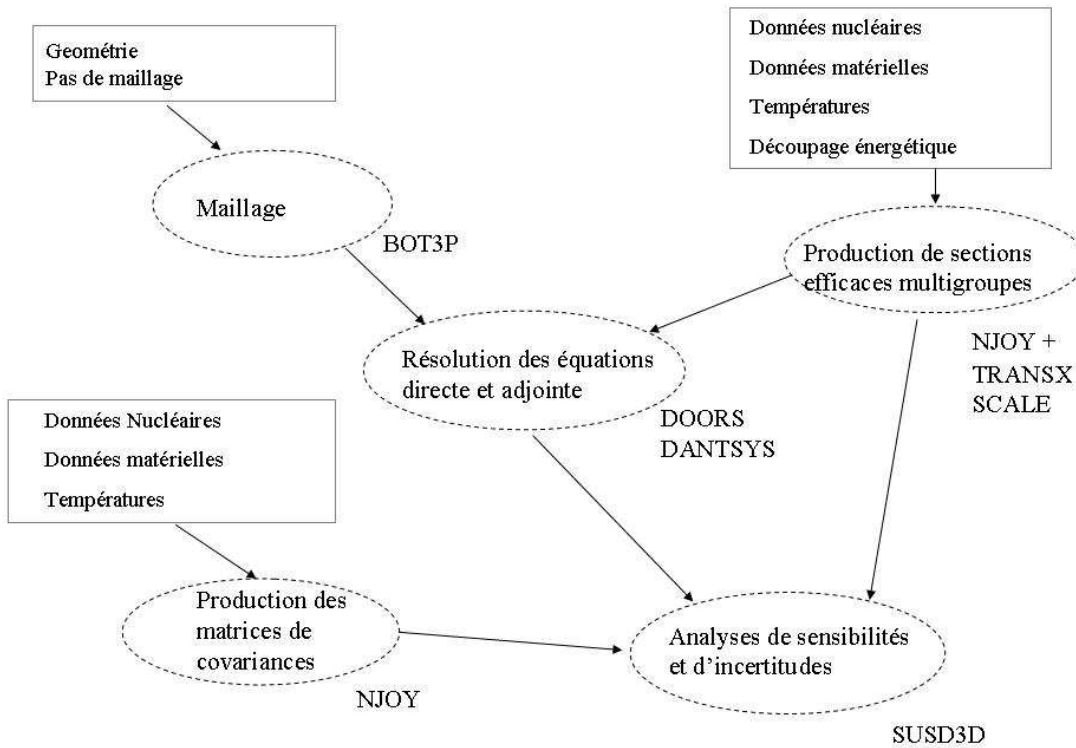 Geométrie
Pas de maillage
Données nucléaires
Données matérielles
Températures
Découpage énergétique
Maillage
BOT3P
Production de sections
efficaces multigroupes
NJOY +
TRANSX
SCALE
Résolution des équations
directe et adjointe
DOORS
DANTSYS
Données Nucléaires
Données matérielles
Températures
Production des
matrices de
covariances
NJOY
Analyses de sensibilités
et d'incertitudes
SUSD3D